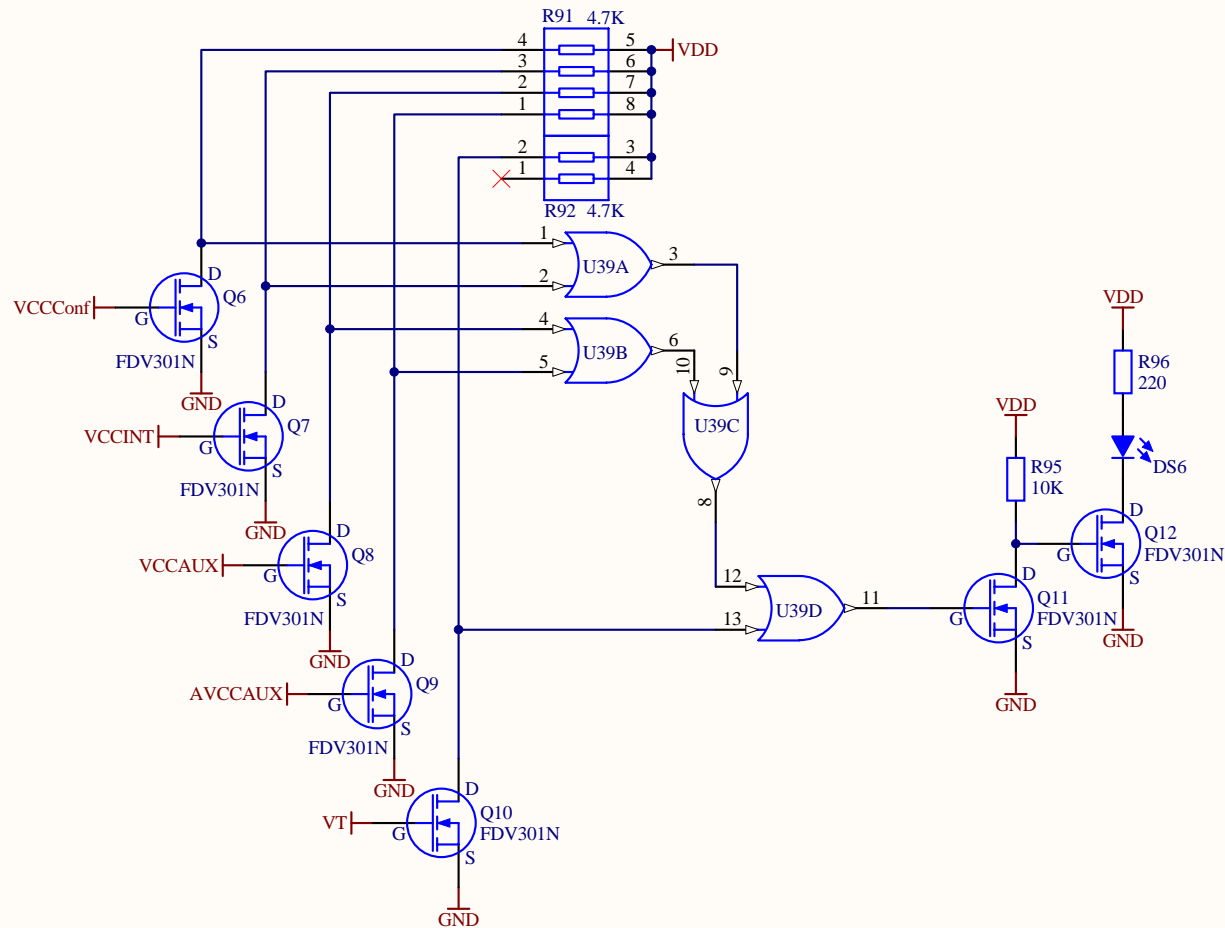 R91 4.7K
4 5 VDD
3 6
2 7
1 8
2 3
1 4
R92 4.7K
1 U39A 3
2
D
Q6
VCCConf
G
S
FDV301N
GND
4 U39B 6
5
10 9
U39C
8
D
Q7
VCCINT
G
S
FDV301N
GND
D
Q8
VCCAUX
G
S
FDV301N
GND
D
Q9
AVCCAUX
G
S
FDV301N
GND
D
Q10
VT
G
FDV301N
S
GND
12 U39D 11
13
VDD
R95
10K
D
Q11
FDV301N
G
S
GND
VDD
R96
220
DS6
D
Q12
FDV301N
G
S
GND